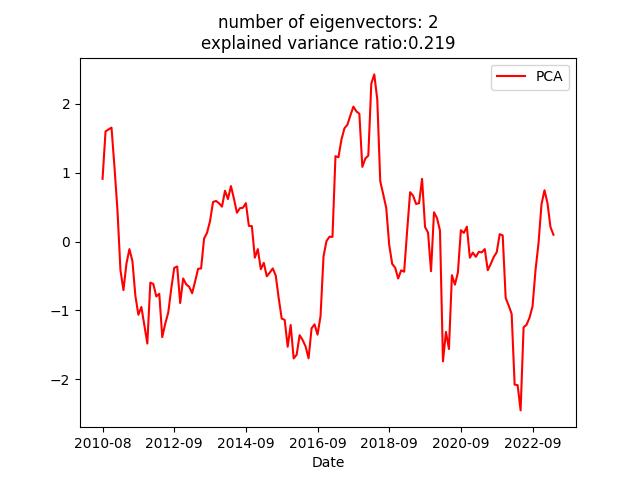 number of eigenvectors: 2
explained variance ratio:0.219
PCA
2
1
0
−1
−2
2010-08 2012-09 2014-09 2016-09 2018-09 2020-09 2022-09
Date